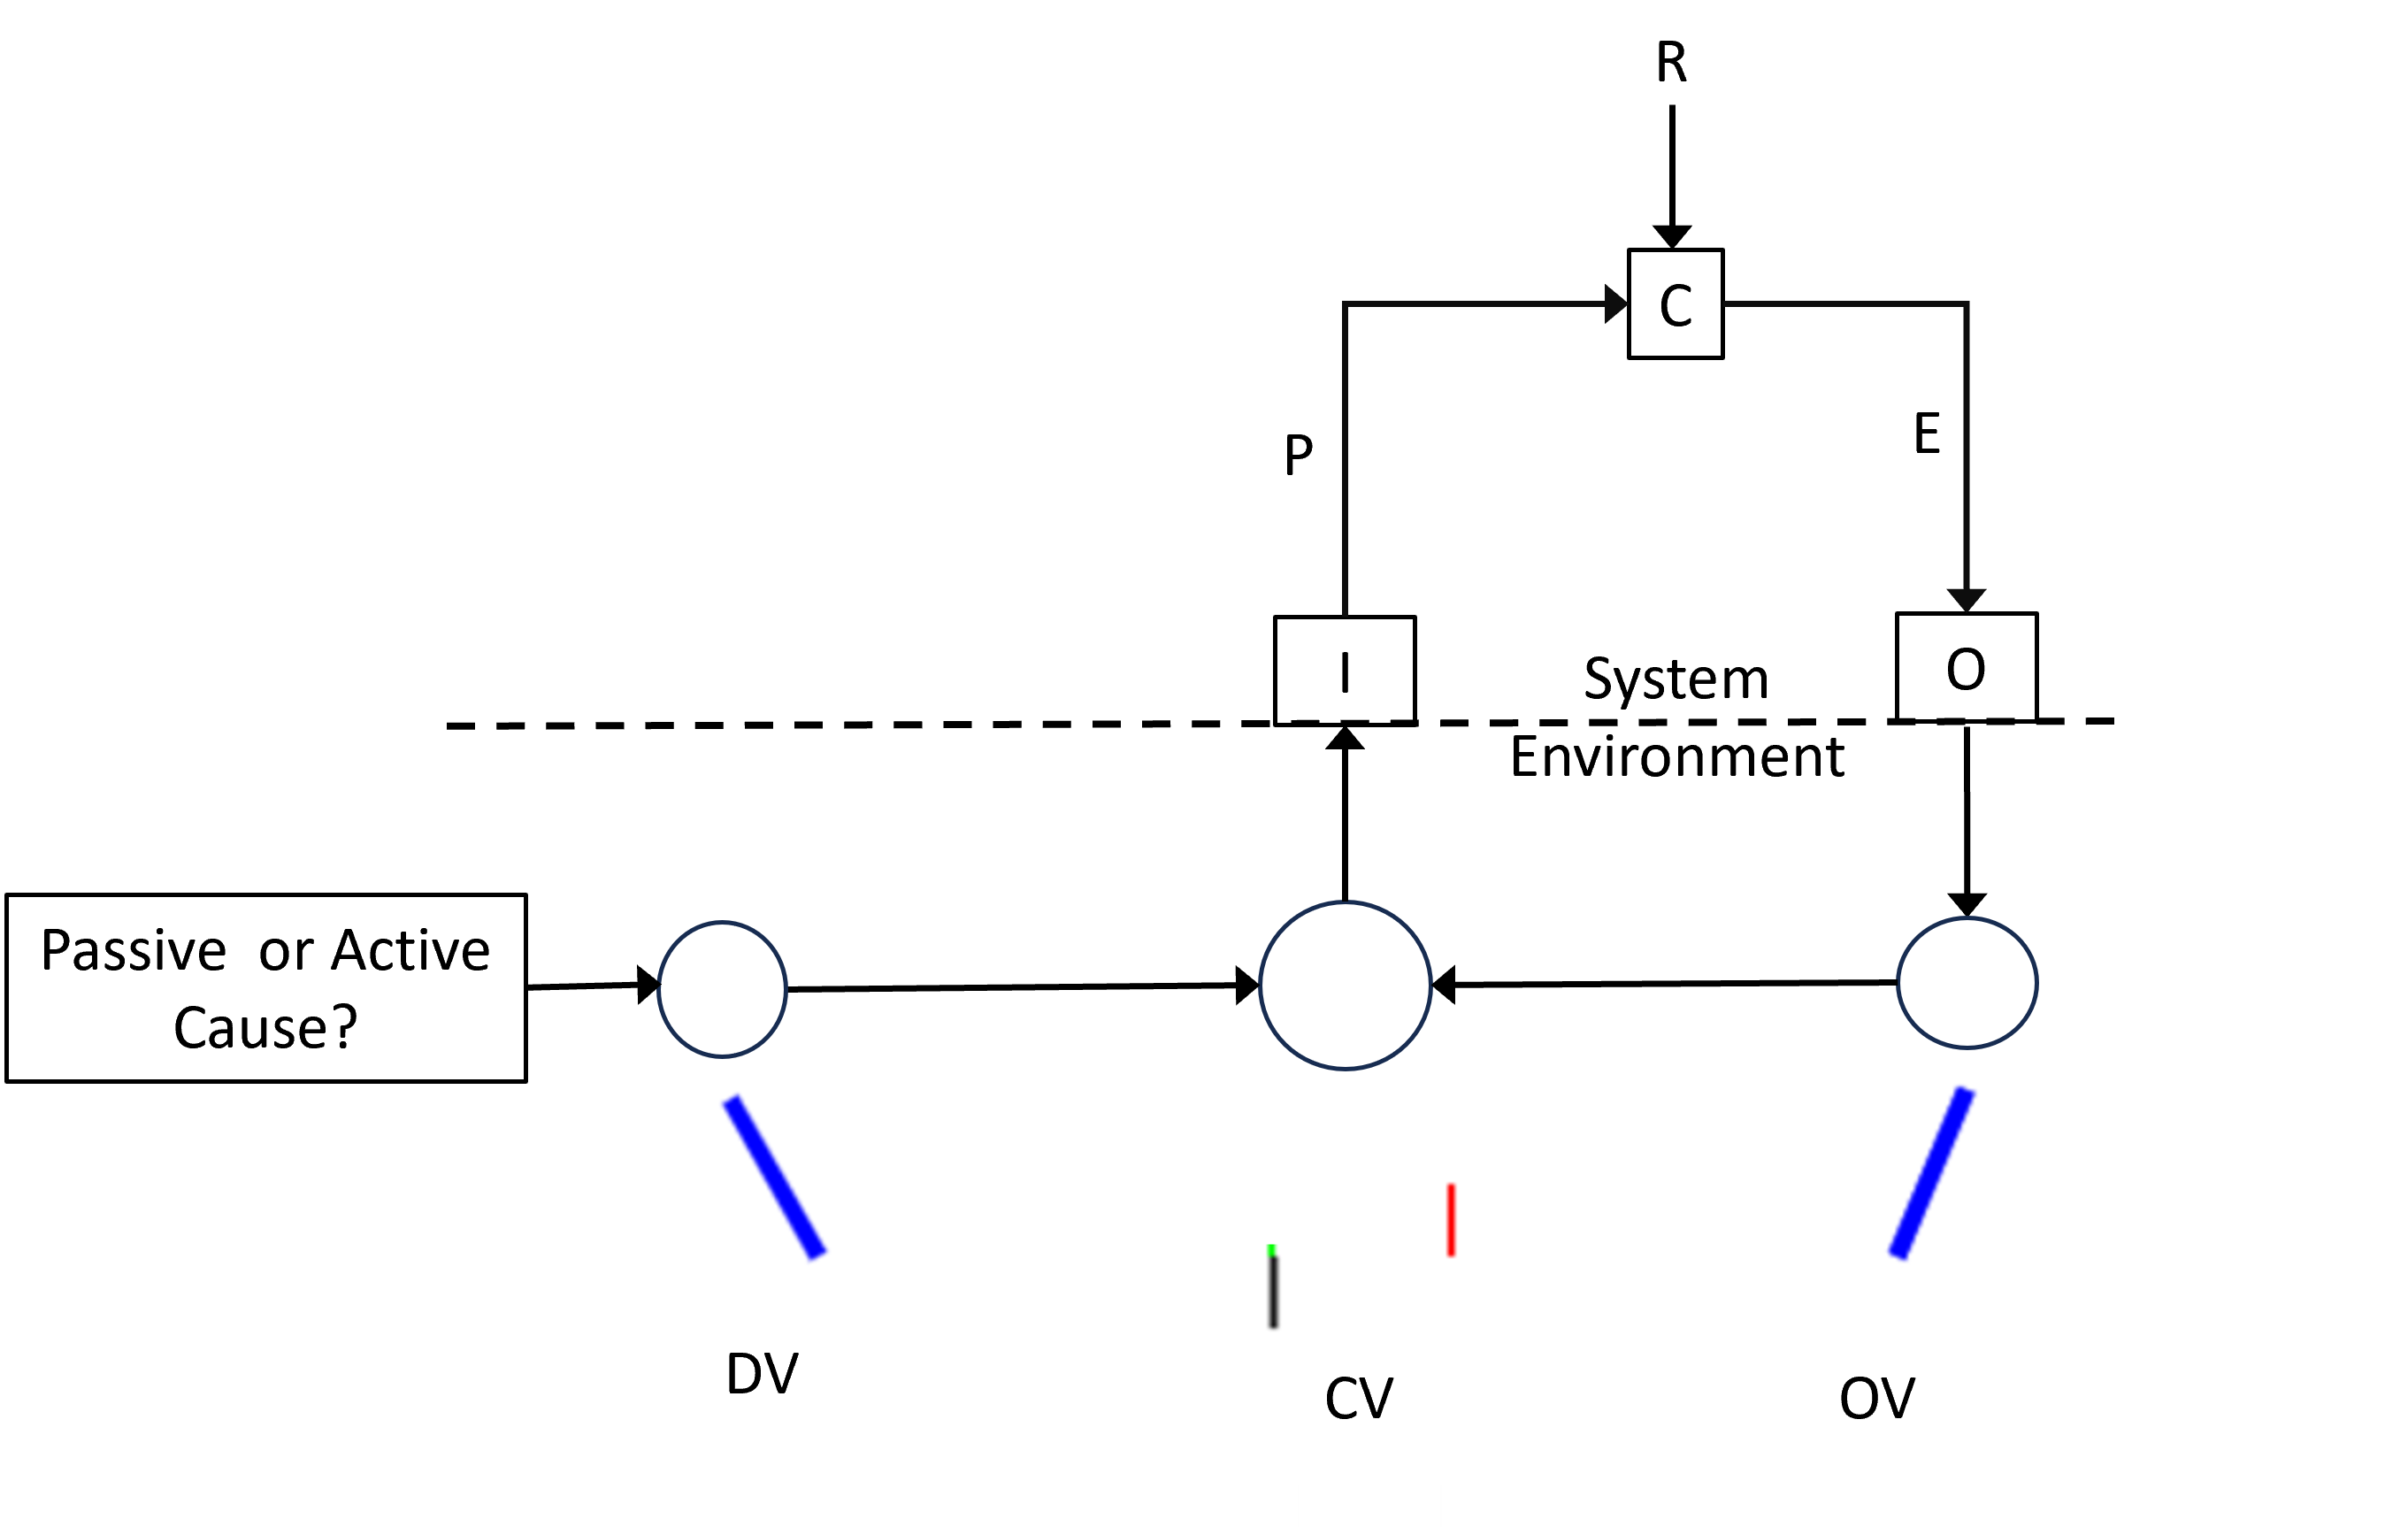 R
C
P
E
I
O
System
Environment
Passive or Active
Cause?
DV
CV
OV